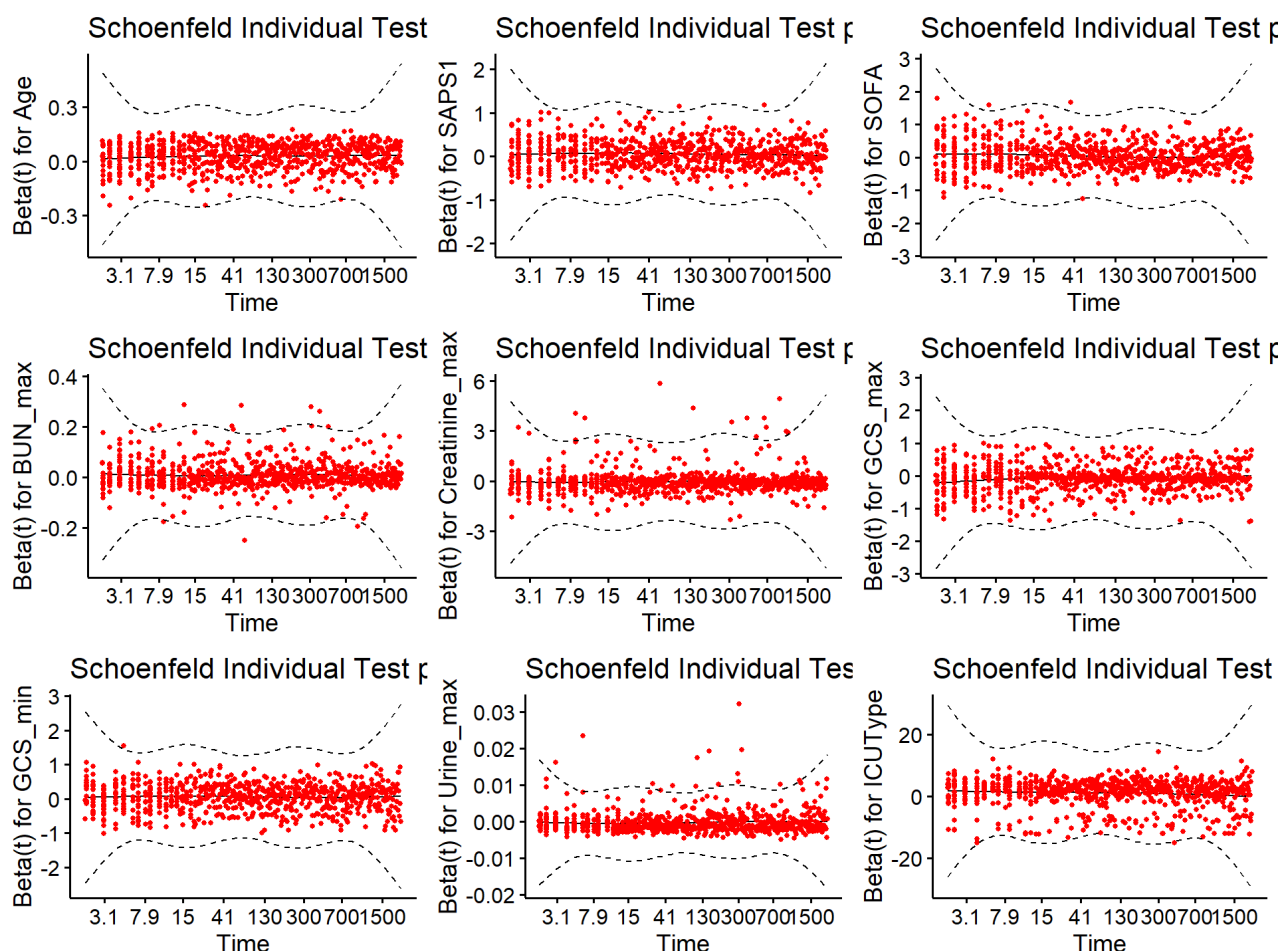 Schoenfeld Individual Test
Beta(t) for Age
0.3
0.0
-0.3
3.1 7.9 15 41 130 300 700 1500
Time
Schoenfeld Individual Test p
Beta(t) for SAPS1
2
1
0
-1
-2
3.1 7.9 15 41 130 300 700 1500
Time
Schoenfeld Individual Test p
Beta(t) for SOFA
3
2
1
0
-1
-2
-3
3.1 7.9 15 41 130 300 700 1500
Time
Schoenfeld Individual Test
Beta(t) for BUN_max
0.4
0.2
0.0
-0.2
3.1 7.9 15 41 130 300 700 1500
Time
Schoenfeld Individual Test p
Beta(t) for Creatinine_max
6
3
0
-3
3.1 7.9 15 41 130 300 700 1500
Time
Schoenfeld Individual Test p
Beta(t) for GCS_max
3
2
1
0
-1
-2
-3
3.1 7.9 15 41 130 300 700 1500
Time
Schoenfeld Individual Test p
Beta(t) for GCS_min
3
2
1
0
-1
-2
3.1 7.9 15 41 130 300 700 1500
Time
Schoenfeld Individual Tes
Beta(t) for Urine_max
0.03
0.02
0.01
0.00
-0.01
-0.02
3.1 7.9 15 41 130 300 700 1500
Time
Schoenfeld Individual Test
Beta(t) for ICUType
20
0
-20
3.1 7.9 15 41 130 300 700 1500
Time